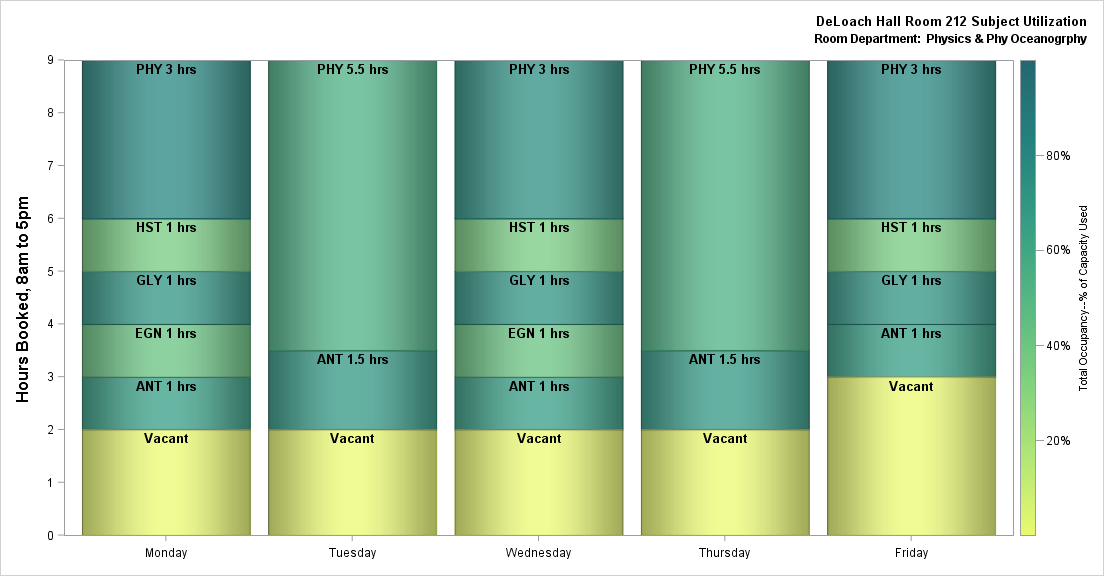 DeLoach Hall Room 212 Subject Utilization
Room Department: Physics & Phy Oceanogrphy
Hours Booked, 8am to 5pm
9
8
7
6
5
4
3
2
1
0
PHY 3 hrs
HST 1 hrs
GLY 1 hrs
EGN 1 hrs
ANT 1 hrs
Vacant
Monday
PHY 5.5 hrs
ANT 1.5 hrs
Vacant
Tuesday
PHY 3 hrs
HST 1 hrs
GLY 1 hrs
EGN 1 hrs
ANT 1 hrs
Vacant
Wednesday
PHY 5.5 hrs
ANT 1.5 hrs
Vacant
Thursday
PHY 3 hrs
HST 1 hrs
GLY 1 hrs
ANT 1 hrs
Vacant
Friday
80%
60%
40%
20%
Total Occupancy--% of Capacity Used